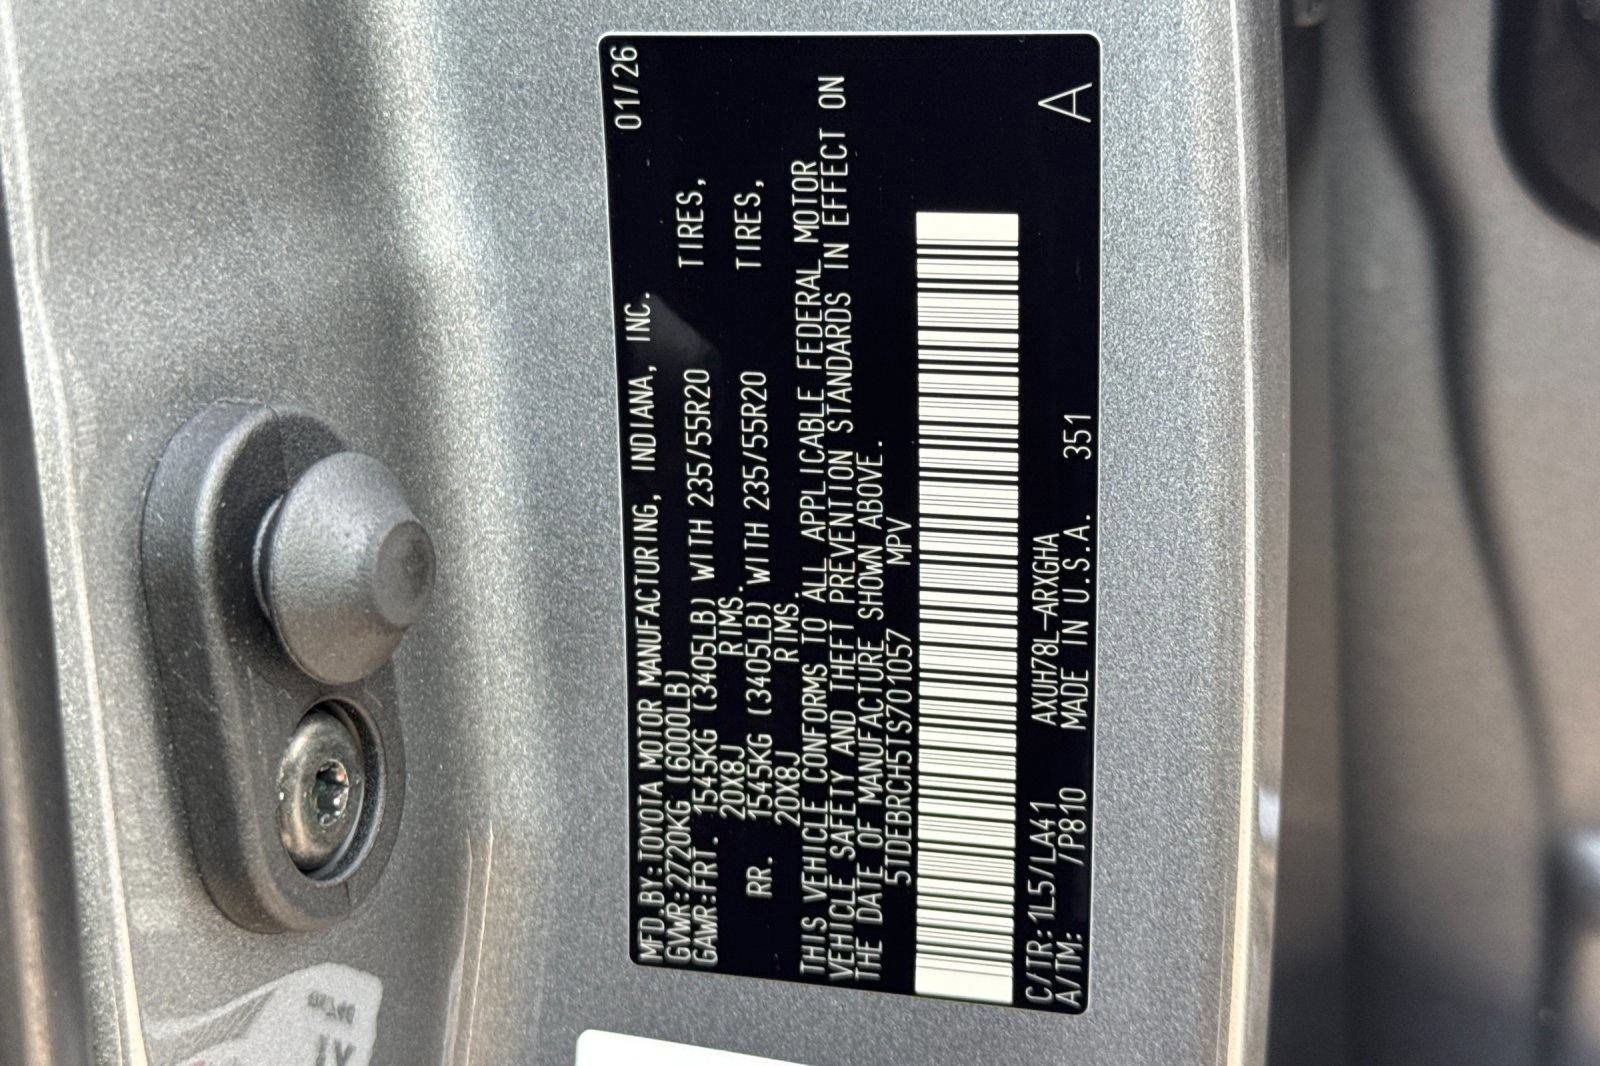 MFD.BY:TOYOTA MOTOR MANUFACTURING, INDIANA, INC. 01/26
GVWR:2720KG (6000LB)
GAWR:FRT. 1545KG (3405LB) WITH 235/55R20 TIRES,
20X8J RIMS.
RR. 1545KG (3405LB) WITH 235/55R20 TIRES,
20X8J RIMS.
THIS VEHICLE CONFORMS TO ALL APPLICABLE FEDERAL MOTOR
VEHICLE SAFETY AND THEFT PREVENTION STANDARDS IN EFFECT ON
THE DATE OF MANUFACTURE SHOWN ABOVE.
5TDEBRCH5TS701057 MPV
C/TR:1L5/LA41 AXUH78L-ARXGHA A
A/TM: /P810 MADE IN U.S.A. 351